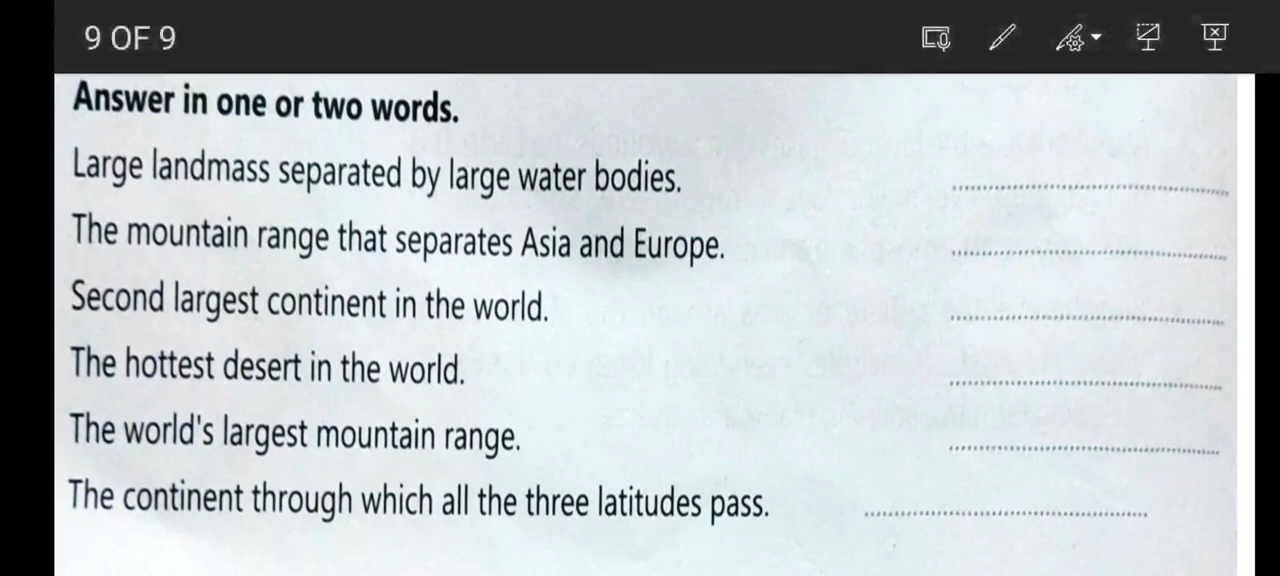 9 OF 9
Answer in one or two words.
Large landmass separated by large water bodies. ........................
The mountain range that separates Asia and Europe. ........................
Second largest continent in the world. ........................
The hottest desert in the world. ........................
The world's largest mountain range. ........................
The continent through which all the three latitudes pass. ........................